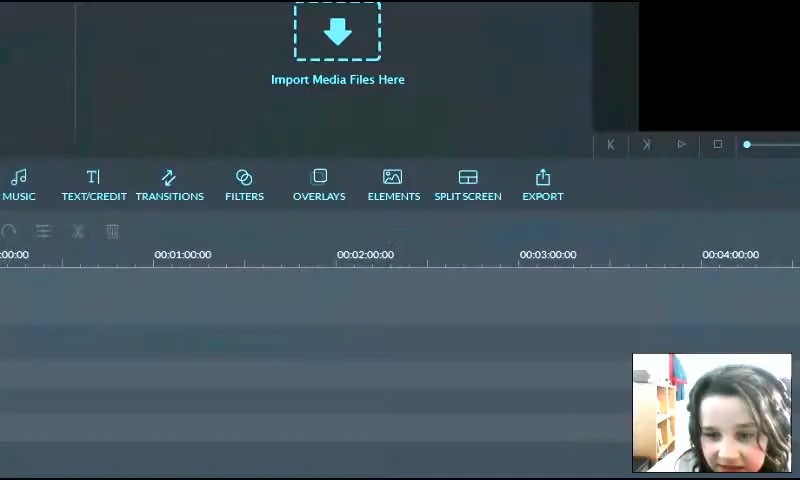 Import Media Files Here
MUSIC TEXT/CREDIT TRANSITIONS FILTERS OVERLAYS ELEMENTS SPLIT SCREEN EXPORT
:00:00 00:01:00:00 00:02:00:00 00:03:00:00 00:04:00:00